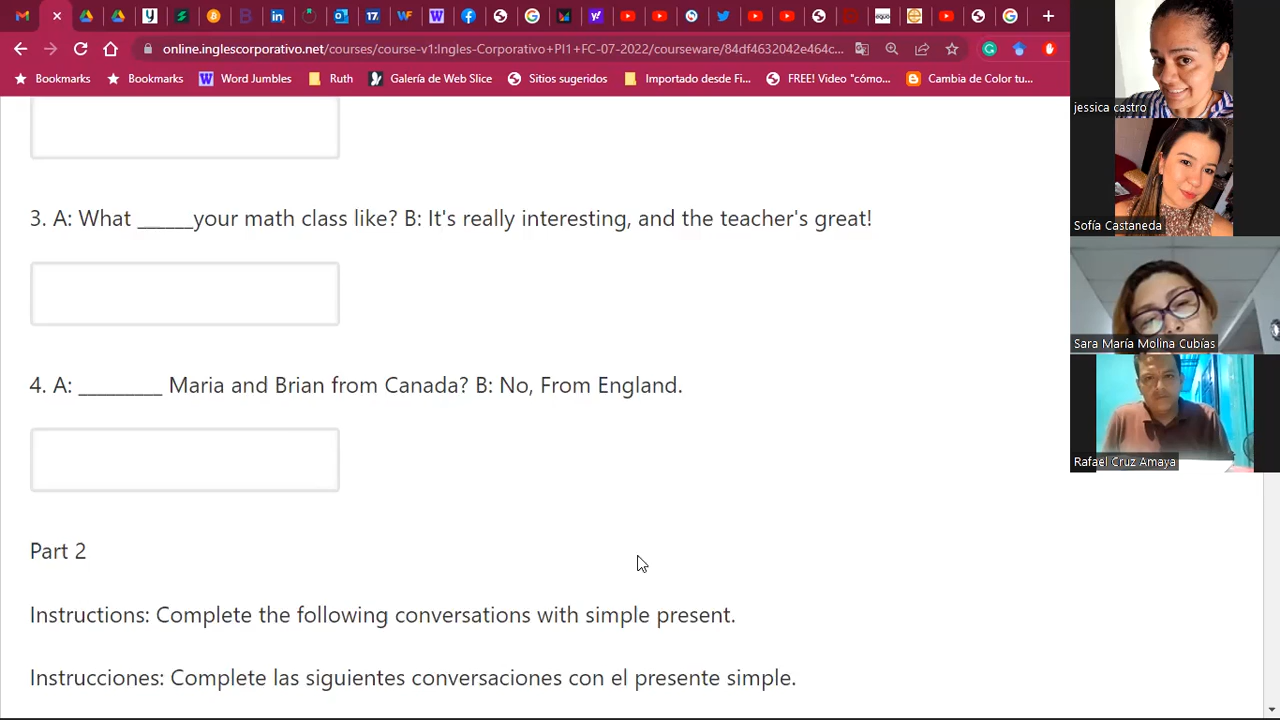 17
online.inglescorporativo.net/courses/course-v1:Ingles-Corporativo+PI1+FC-07-2022/courseware/84df4632042e464c...
Bookmarks Bookmarks Word Jumbles Ruth Galería de Web Slice Sitios sugeridos Importado desde Fi... FREE! Video "cómo... Cambia de Color tu...
jessica castro
Sofía Castaneda
Sara María Molina Cubías
Rafael Cruz Amaya
3. A: What ______your math class like? B: It's really interesting, and the teacher's great!
4. A: _________ Maria and Brian from Canada? B: No, From England.
Part 2
Instructions: Complete the following conversations with simple present.
Instrucciones: Complete las siguientes conversaciones con el presente simple.